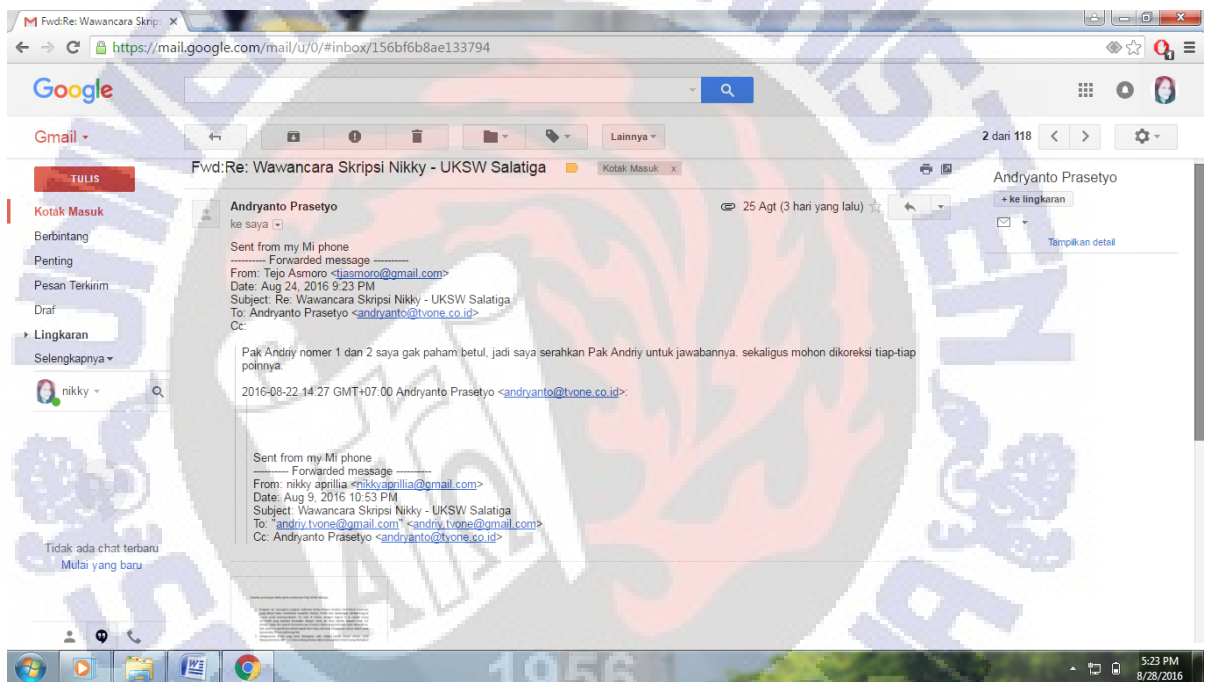 Fwd:Re: Wawancara Skrips
https://mail.google.com/mail/u/0/#inbox/156bf6b8ae133794
Google
Gmail
Lainnya
2 dari 118
TULIS
Fwd:Re: Wawancara Skripsi Nikky - UKSW Salatiga
Kotak Masuk x
Andryanto Prasetyo
+ ke lingkaran
Tampilkan detail
Kotak Masuk
Berbintang
Penting
Pesan Terkirim
Draf
Lingkaran
Selengkapnya
nikky
Andryanto Prasetyo
25 Agt (3 hari yang lalu)
ke saya
Sent from my Mi phone
---------- Forwarded message ----------
From: Tejo Asmoro <tjasmoro@gmail.com>
Date: Aug 24, 2016 9:23 PM
Subject: Re: Wawancara Skripsi Nikky - UKSW Salatiga
To: Andryanto Prasetyo <andryanto@tvone.co.id>
Cc:
Pak Andriy nomer 1 dan 2 saya gak paham betul, jadi saya serahkan Pak Andriy untuk jawabannya. sekaligus mohon dikoreksi tiap-tiap
poinnya.
2016-08-22 14:27 GMT+07:00 Andryanto Prasetyo <andryanto@tvone.co.id>:
Sent from my Mi phone
---------- Forwarded message ----------
From: nikky aprillia <nikkyaprillia@gmail.com>
Date: Aug 9, 2016 10:53 PM
Subject: Wawancara Skripsi Nikky - UKSW Salatiga
To: "andriy.tvone@gmail.com" <andriy.tvone@gmail.com>
Cc: Andryanto Prasetyo <andryanto@tvone.co.id>
Tidak ada chat terbaru
Mulai yang baru
1956
5:23 PM
8/28/2016